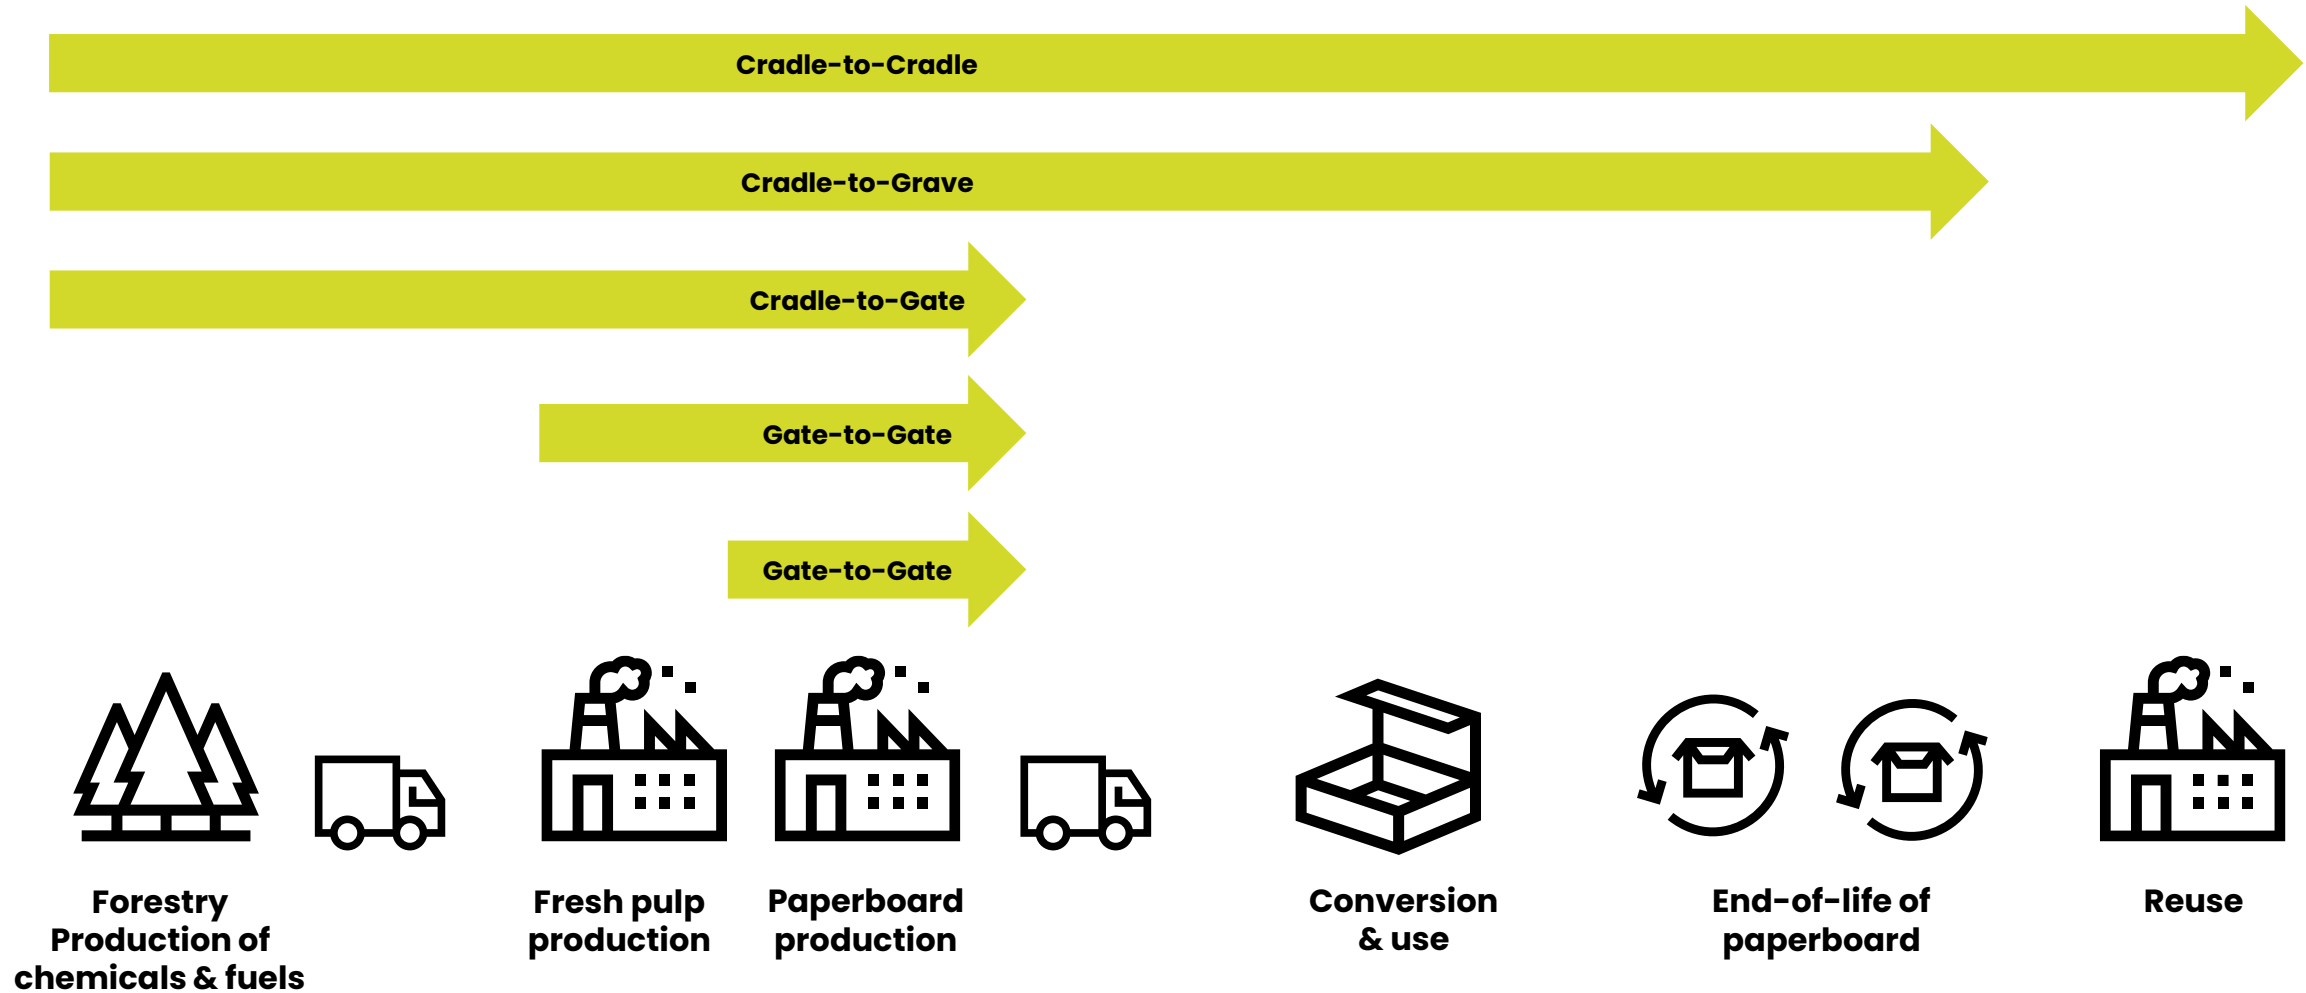 Cradle-to-Cradle
Cradle-to-Grave
Cradle-to-Gate
Gate-to-Gate
Gate-to-Gate
Forestry
Production of
chemicals & fuels
Fresh pulp
production
Paperboard
production
Conversion
& use
End-of-life of
paperboard
Reuse